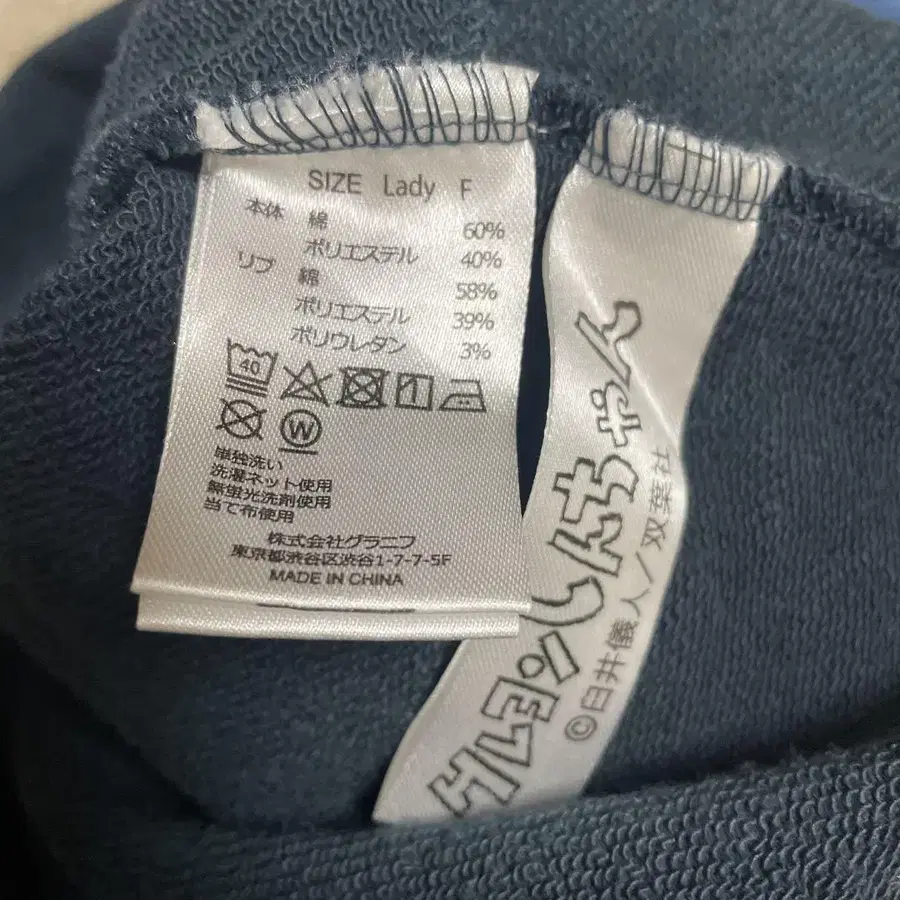 SIZE Lady F
本体 綿 60%
ポリエステル 40%
リブ 綿 58%
ポリエステル 39%
ポリウレタン 3%
40
W
単独洗い
洗濯ネット使用
無蛍光洗剤使用
当て布使用
株式会社グラニフ
東京都渋谷区渋谷1-7-7-5F
MADE IN CHINA
クレヨンしんちゃん
©臼井儀人/双葉社